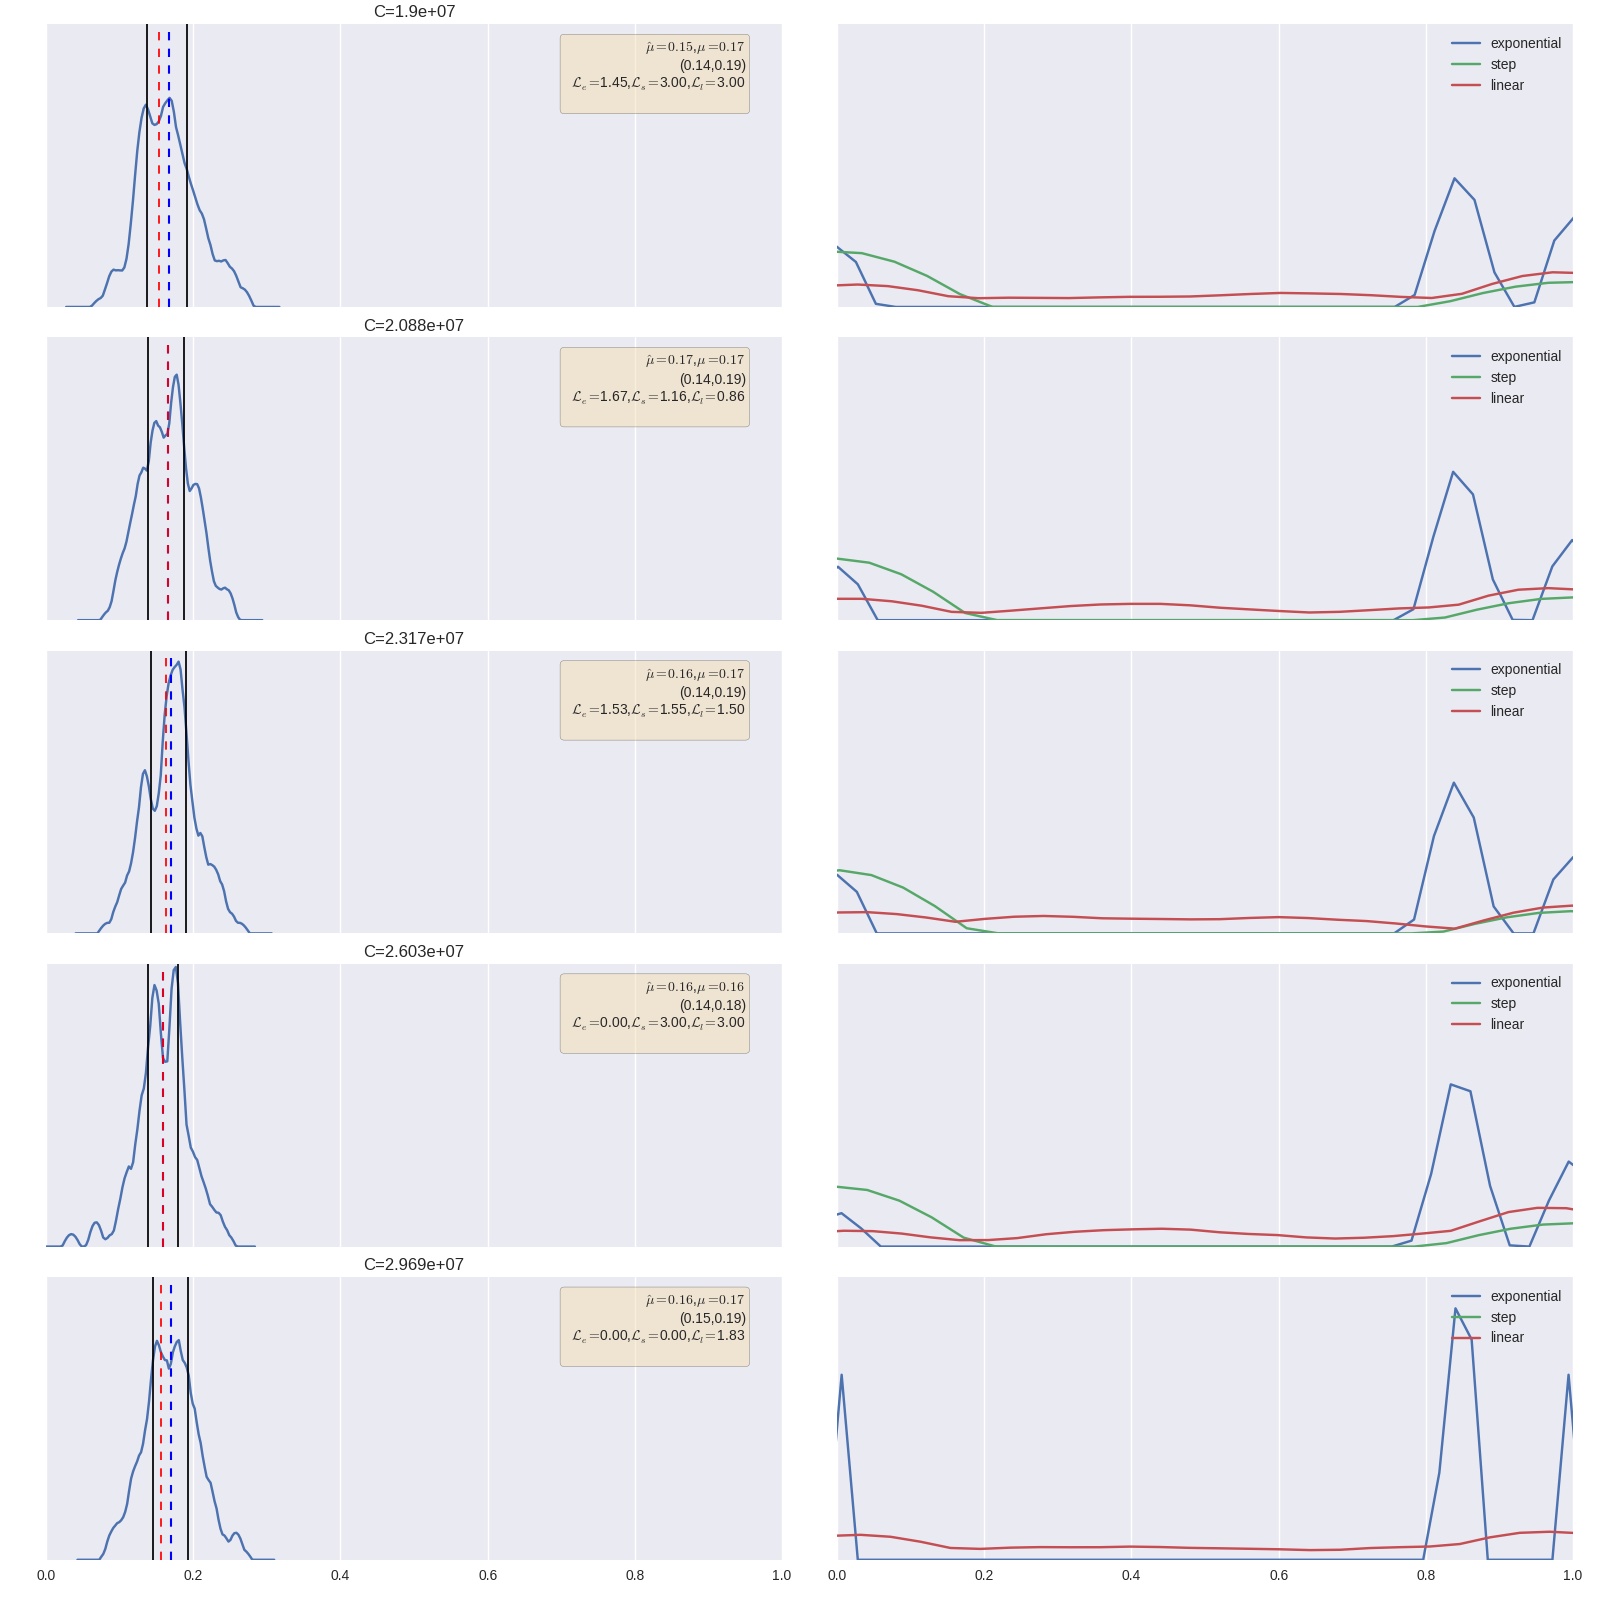 C=1.9e+07
μ̂=0.15,μ=0.17
(0.14,0.19)
ℒₑ=1.45,ℒₛ=3.00,ℒₗ=3.00
exponential
step
linear
C=2.088e+07
μ̂=0.17,μ=0.17
(0.14,0.19)
ℒₑ=1.67,ℒₛ=1.16,ℒₗ=0.86
exponential
step
linear
C=2.317e+07
μ̂=0.16,μ=0.17
(0.14,0.19)
ℒₑ=1.53,ℒₛ=1.55,ℒₗ=1.50
exponential
step
linear
C=2.603e+07
μ̂=0.16,μ=0.16
(0.14,0.18)
ℒₑ=0.00,ℒₛ=3.00,ℒₗ=3.00
exponential
step
linear
C=2.969e+07
μ̂=0.16,μ=0.17
(0.15,0.19)
ℒₑ=0.00,ℒₛ=0.00,ℒₗ=1.83
exponential
step
linear
0.0 0.2 0.4 0.6 0.8 1.0
0.0 0.2 0.4 0.6 0.8 1.0